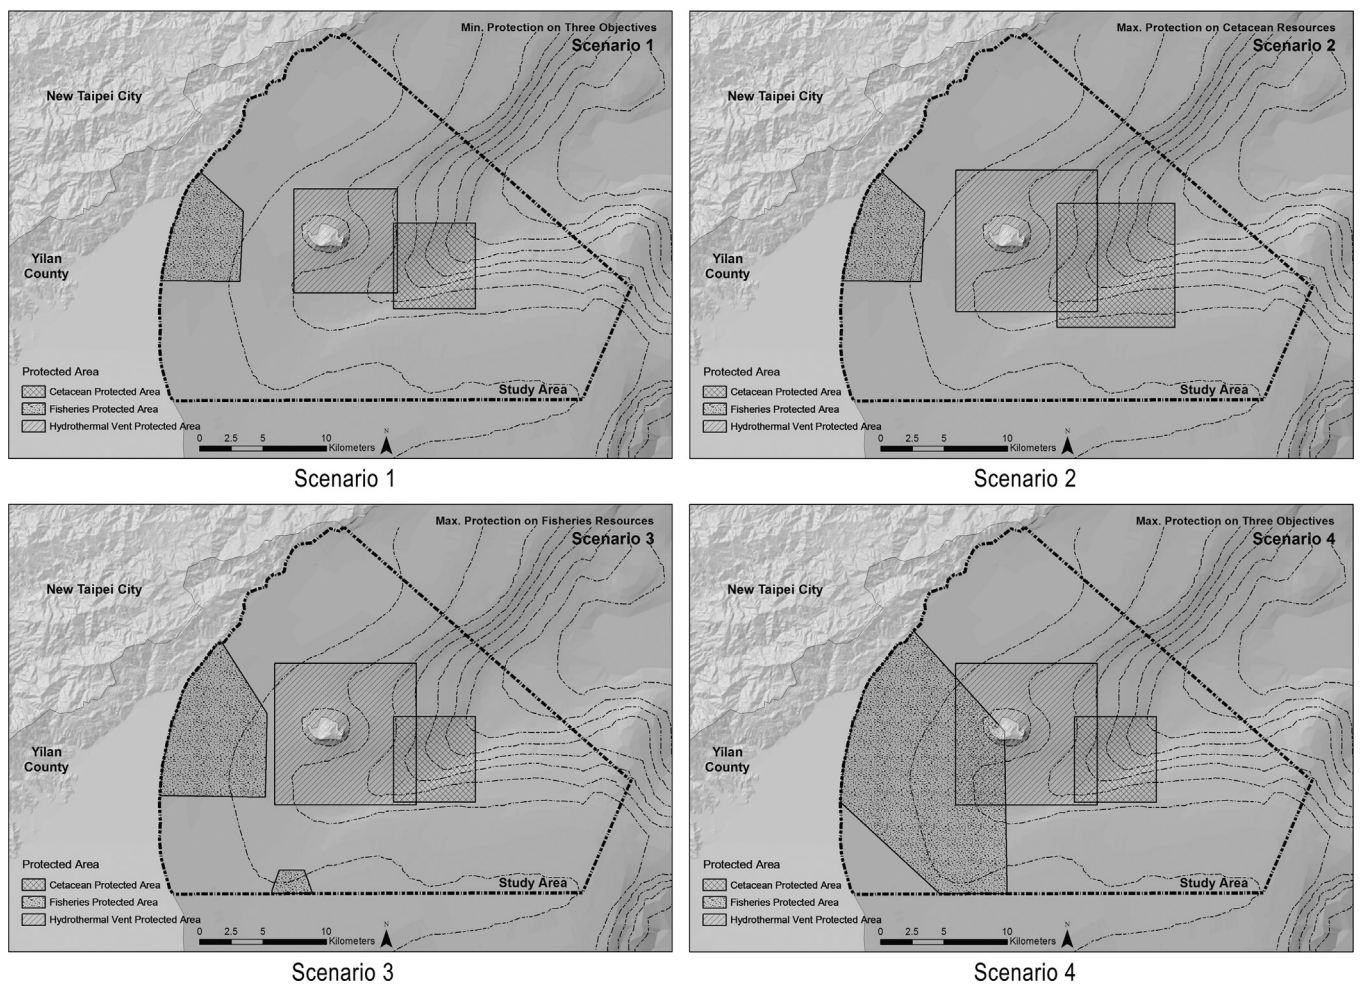 Min. Protection on Three Objectives
Scenario 1
New Taipei City
Yilan
County
Protected Area
Cetacean Protected Area
Fisheries Protected Area
Hydrothermal Vent Protected Area
Study Area
0 2.5 5 10
Kilometers
N
Scenario 1
Max. Protection on Cetacean Resources
Scenario 2
New Taipei City
Yilan
County
Protected Area
Cetacean Protected Area
Fisheries Protected Area
Hydrothermal Vent Protected Area
Study Area
0 2.5 5 10
Kilometers
N
Scenario 2
Max. Protection on Fisheries Resources
Scenario 3
New Taipei City
Yilan
County
Protected Area
Cetacean Protected Area
Fisheries Protected Area
Hydrothermal Vent Protected Area
Study Area
0 2.5 5 10
Kilometers
N
Scenario 3
Max. Protection on Three Objectives
Scenario 4
New Taipei City
Yilan
County
Protected Area
Cetacean Protected Area
Fisheries Protected Area
Hydrothermal Vent Protected Area
Study Area
0 2.5 5 10
Kilometers
N
Scenario 4